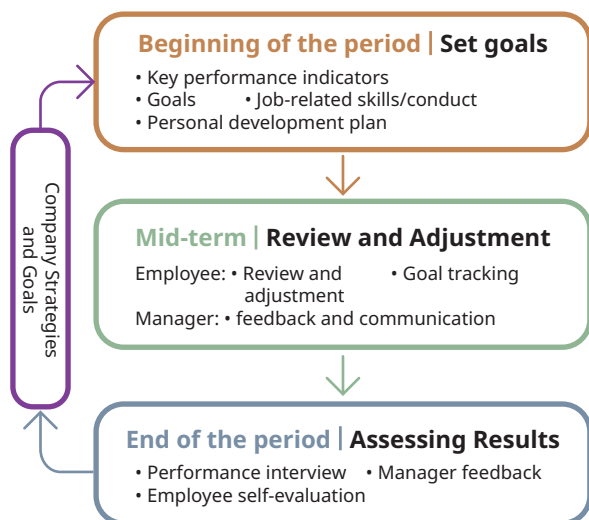 Beginning of the period | Set goals
• Key performance indicators
• Goals • Job-related skills/conduct
• Personal development plan
Company Strategies
and Goals
Mid-term | Review and Adjustment
Employee: • Review and • Goal tracking
adjustment
Manager: • feedback and communication
End of the period | Assessing Results
• Performance interview • Manager feedback
• Employee self-evaluation